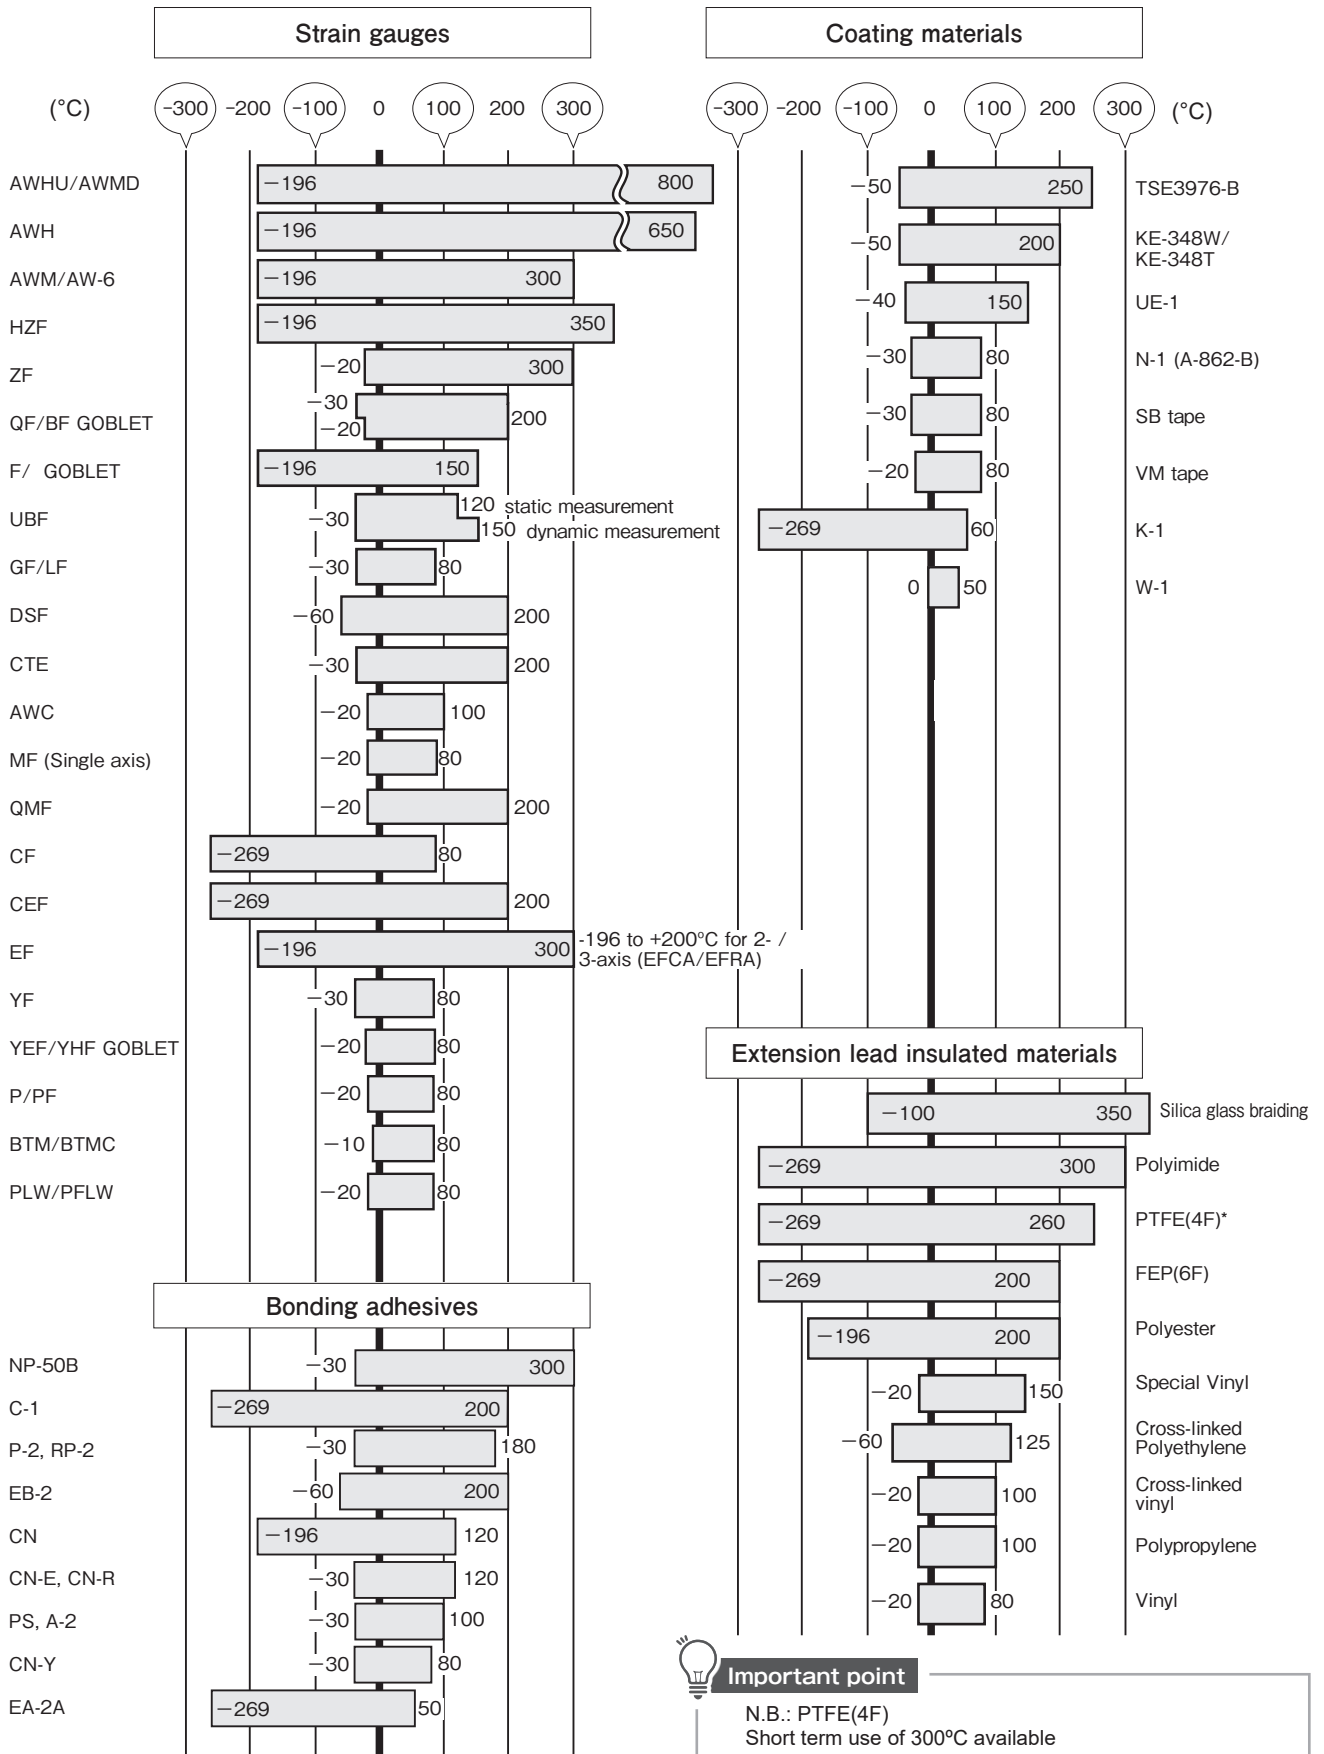 Strain gauges
(°C) -300 -200 -100 0 100 200 300
AWHU/AWMD −196 800
AWH −196 650
AWM/AW-6 −196 300
HZF −196 350
ZF −20 300
QF/BF GOBLET −30 −20 200
F/ GOBLET −196 150
UBF −30 120 static measurement
150 dynamic measurement
GF/LF −30 80
DSF −60 200
CTE −30 200
AWC −20 100
MF (Single axis) −20 80
QMF −20 200
CF −269 80
CEF −269 200
EF −196 300 -196 to +200°C for 2- /
3-axis (EFCA/EFRA)
YF −30 80
YEF/YHF GOBLET −20 80
P/PF −20 80
BTM/BTMC −10 80
PLW/PFLW −20 80
Bonding adhesives
NP-50B −30 300
C-1 −269 200
P-2, RP-2 −30 180
EB-2 −60 200
CN −196 120
CN-E, CN-R −30 120
PS, A-2 −30 100
CN-Y −30 80
EA-2A −269 50
Coating materials
-300 -200 -100 0 100 200 300 (°C)
−50 250 TSE3976-B
−50 200 KE-348W/
KE-348T
−40 150 UE-1
−30 80 N-1 (A-862-B)
−30 80 SB tape
−20 80 VM tape
−269 60 K-1
0 50 W-1
Extension lead insulated materials
−100 350 Silica glass braiding
−269 300 Polyimide
−269 260 PTFE(4F)*
−269 200 FEP(6F)
−196 200 Polyester
−20 150 Special Vinyl
−60 125 Cross-linked
Polyethylene
−20 100 Cross-linked
vinyl
−20 100 Polypropylene
−20 80 Vinyl
Important point
N.B.: PTFE(4F)
Short term use of 300ºC available